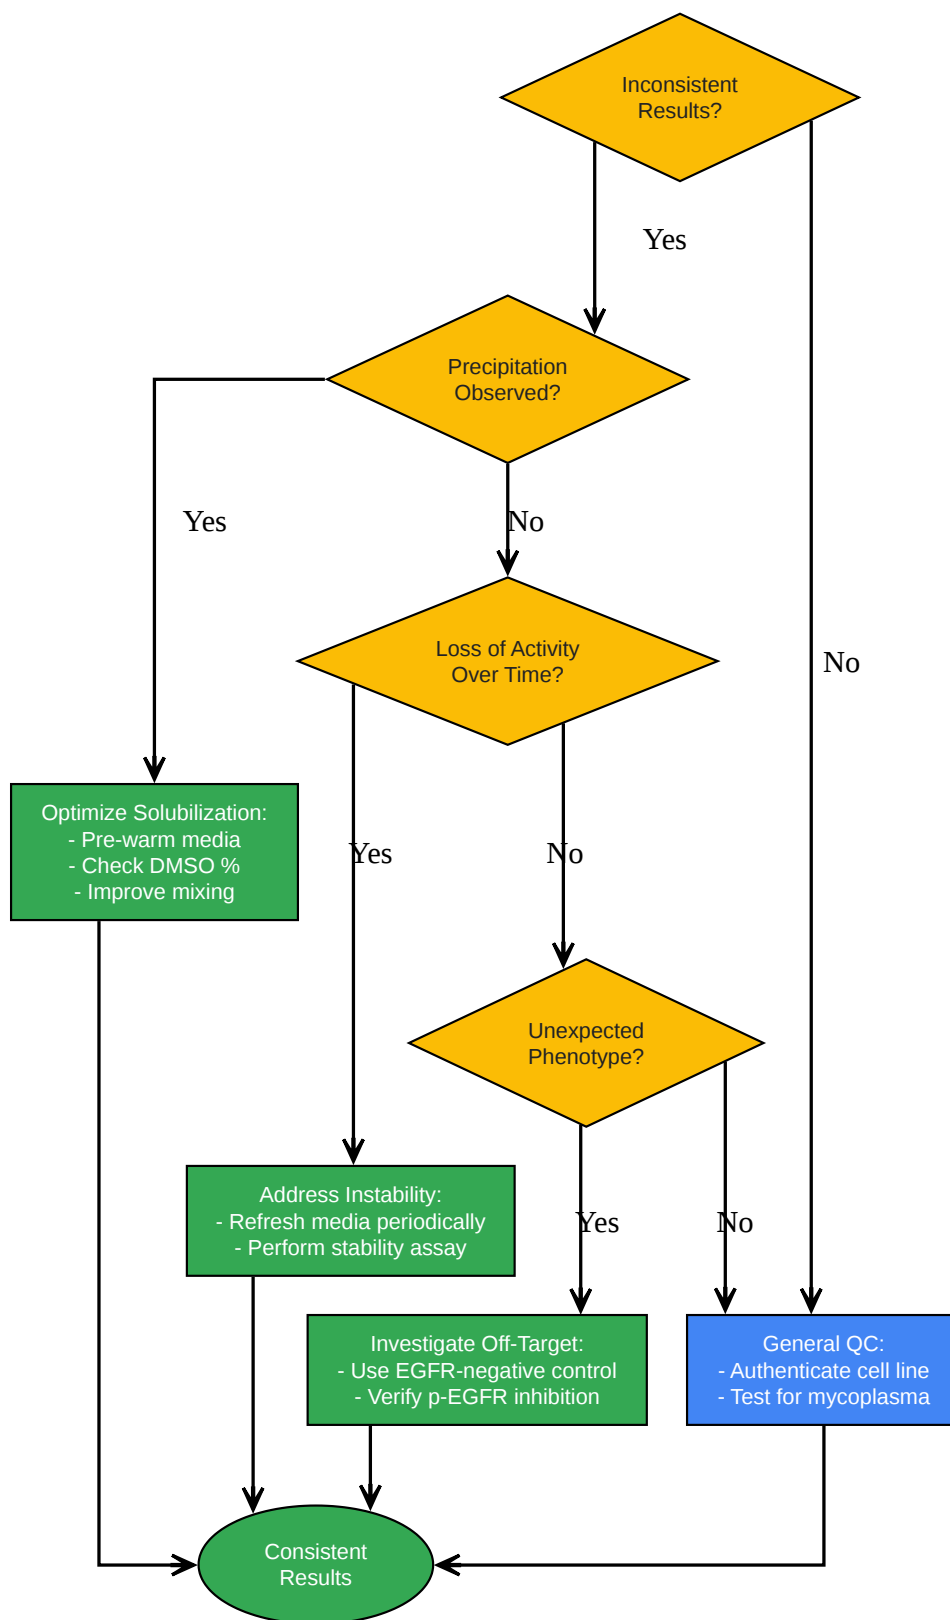 Inconsistent
Results?
Yes
Precipitation
Observed?
Yes
No
Loss of Activity
Over Time?
No
Optimize Solubilization:
- Pre-warm media
- Check DMSO %
- Improve mixing
Yes
No
Unexpected
Phenotype?
Address Instability:
- Refresh media periodically
- Perform stability assay
Yes
No
Investigate Off-Target:
- Use EGFR-negative control
- Verify p-EGFR inhibition
General QC:
- Authenticate cell line
- Test for mycoplasma
Consistent
Results